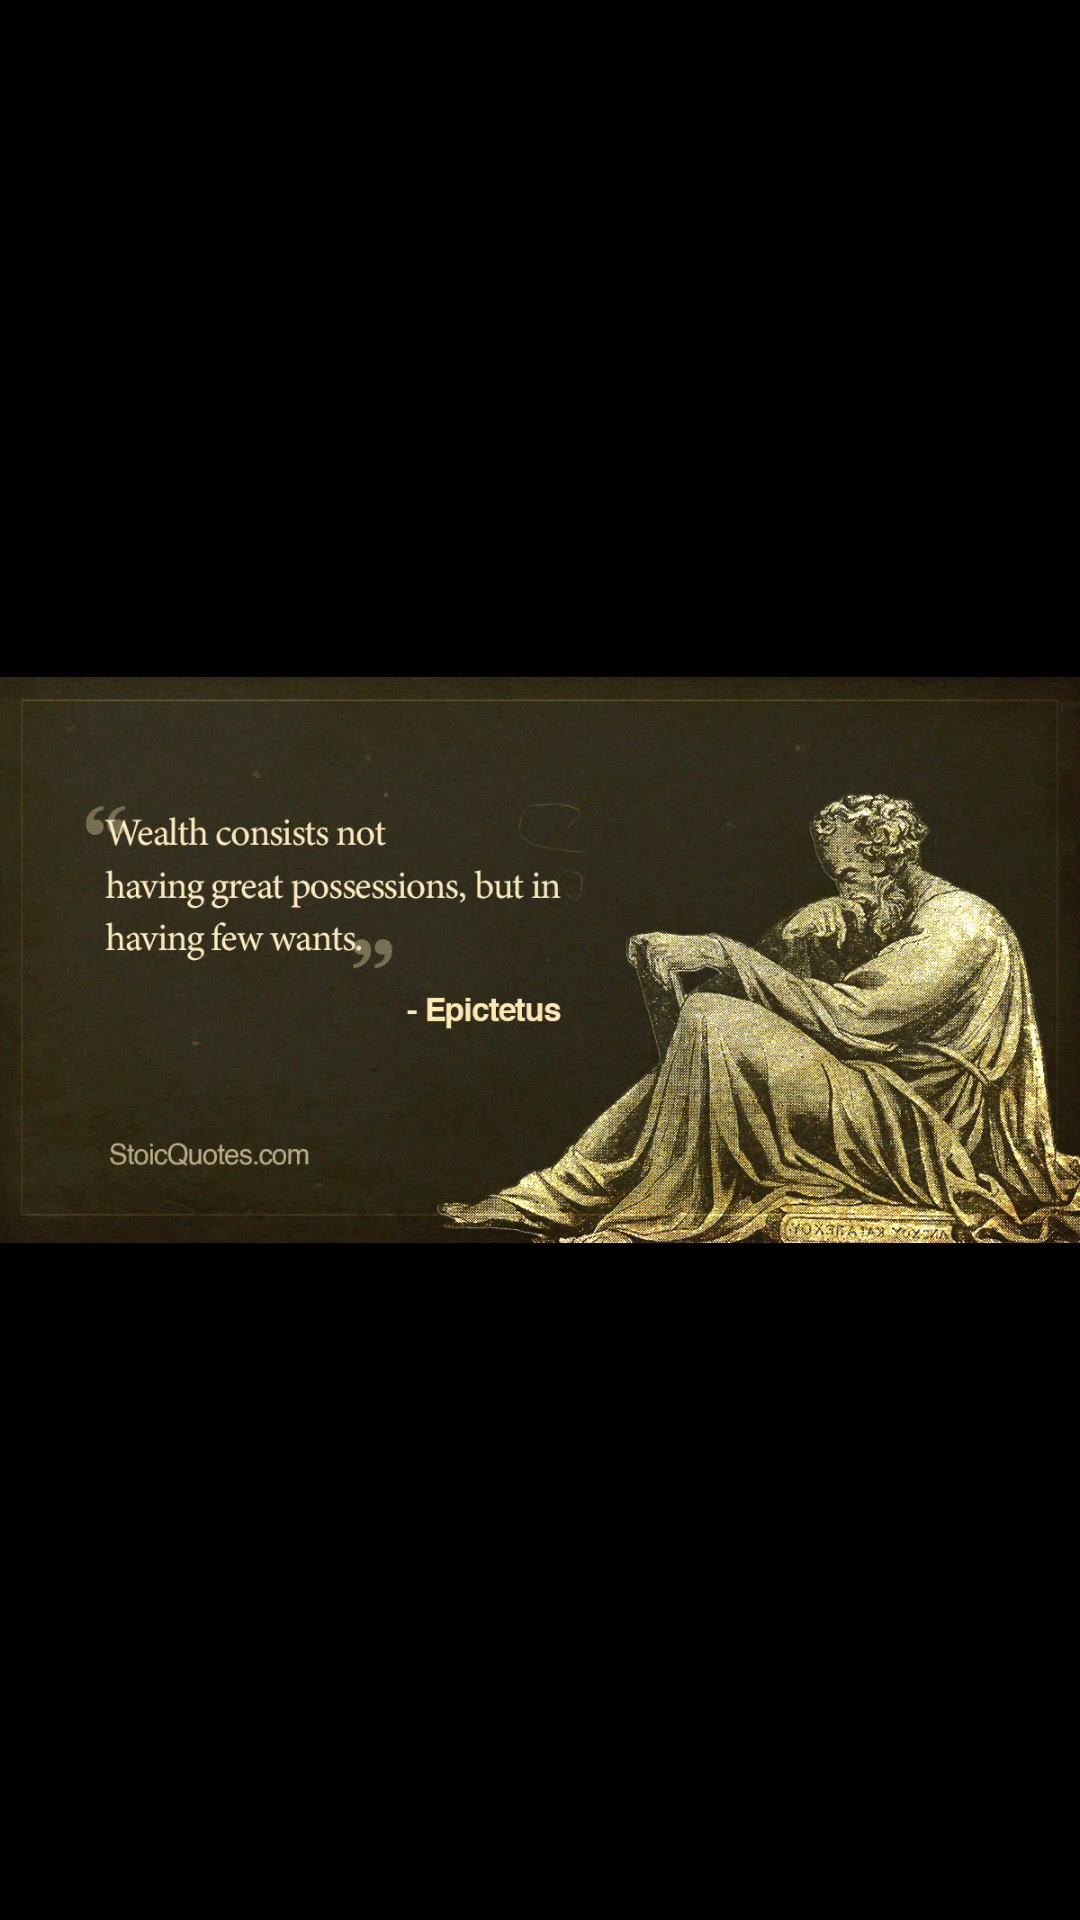 “Wealth consists not
having great possessions, but in
having few wants.”
- Epictetus
StoicQuotes.com